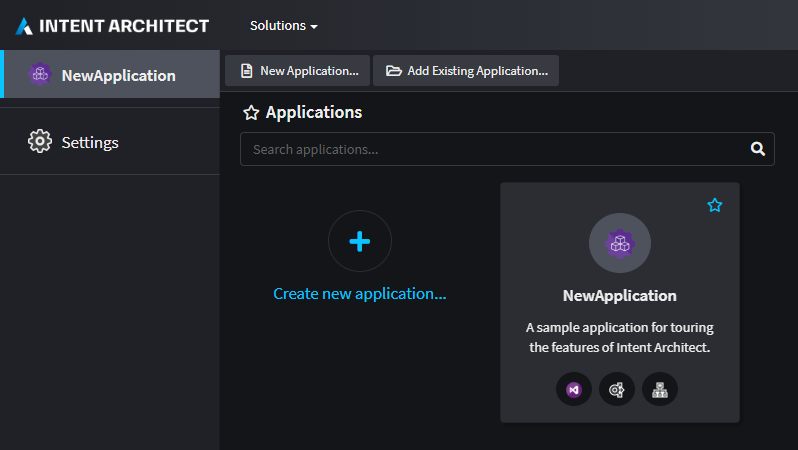 INTENT ARCHITECT
Solutions
NewApplication
New Application...
Add Existing Application...
Applications
Settings
Search applications...
Create new application...
NewApplication
A sample application for touring
the features of Intent Architect.